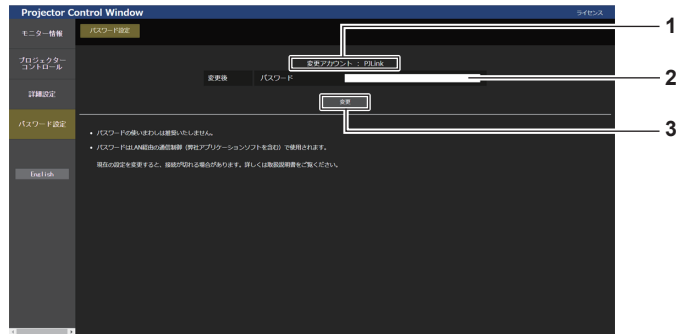 Projector Control Window
ライセンス
モニター情報
パスワード設定
1
プロジェクター
コントロール
変更アカウント : PJLink
変更後 パスワード
2
詳細設定
変更
パスワード設定
3
• パスワードの使いまわしは推奨いたしません。
• パスワードはLAN経由の通信制御（弊社アプリケーションソフトを含む）で使用されます。
現在の設定を変更すると、接続が切れる場合があります。詳しくは取扱説明書をご覧ください。
English